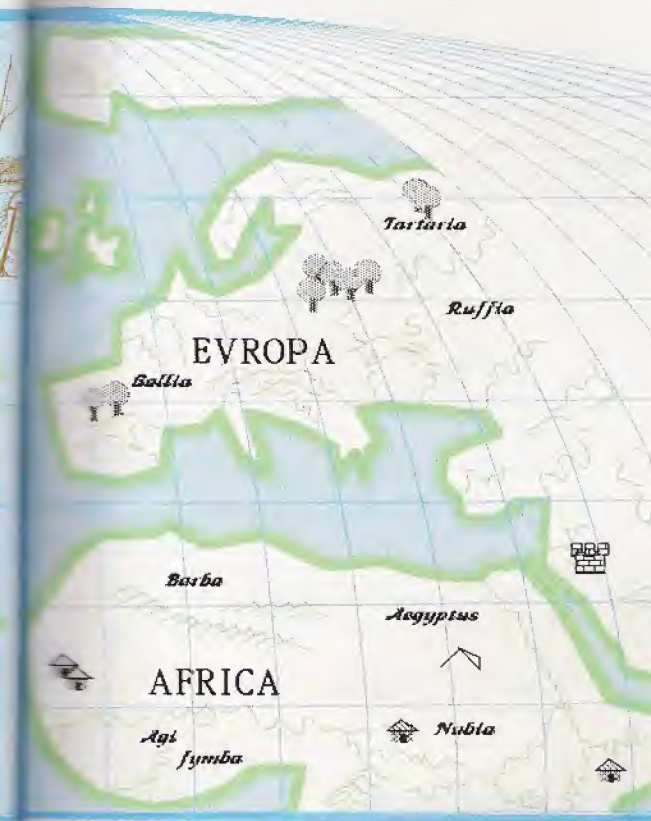 Tartaria
Ruffia
EVROPA
Gallia
Barba
Aegyptus
AFRICA
Nubia
Agi
fymba